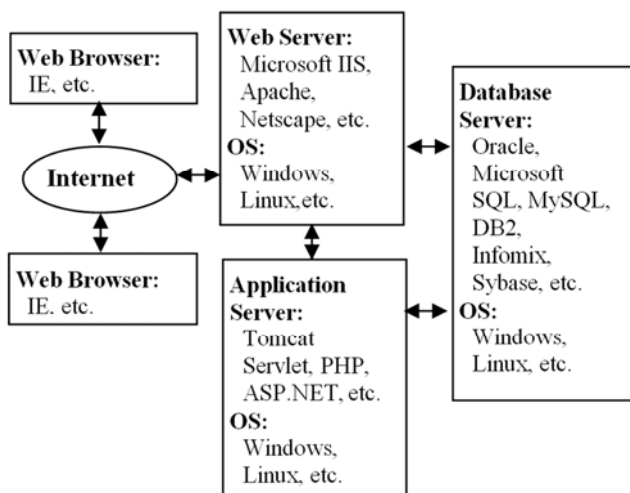 Web Browser:
IE, etc.
Internet
Web Browser:
IE, etc.
Web Server:
Microsoft IIS,
Apache,
Netscape, etc.
OS:
Windows,
Linux,etc.
Application
Server:
Tomcat
Servlet, PHP,
ASP.NET, etc.
OS:
Windows,
Linux, etc.
Database
Server:
Oracle,
Microsoft
SQL, MySQL,
DB2,
Infomix,
Sybase, etc.
OS:
Windows,
Linux, etc.